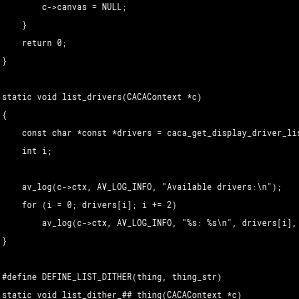 c->canvas = NULL;
}
return 0;
}
static void list_drivers(CACAContext *c)
{
const char *const *drivers = caca_get_display_driver_lis
int i;
av_log(c->ctx, AV_LOG_INFO, "Available drivers:\n");
for (i = 0; drivers[i]; i += 2)
av_log(c->ctx, AV_LOG_INFO, "%s: %s\n", drivers[i],
}
#define DEFINE_LIST_DITHER(thing, thing_str)
static void list_dither_## thing(CACAContext *c)